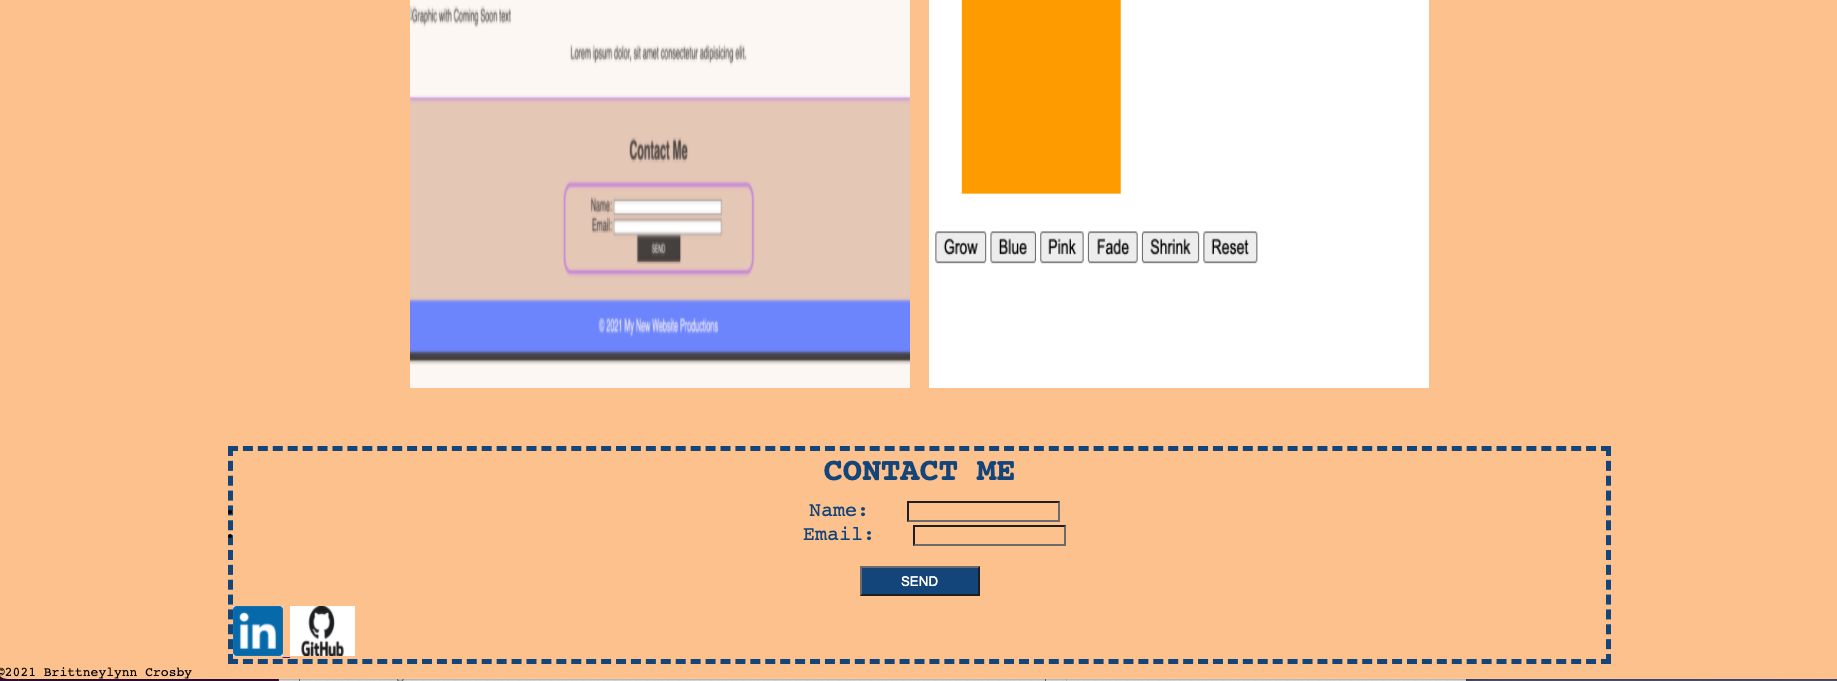 Graphic with Coming Soon text
Lorem ipsum dolor, sit amet consectetur adipisicing elit.
Contact Me
Name:
Email:
SEND
© 2021 My New Website Productions
Grow Blue Pink Fade Shrink Reset
CONTACT ME
Name:
Email:
SEND
in GitHub
©2021 Brittneylynn Crosby